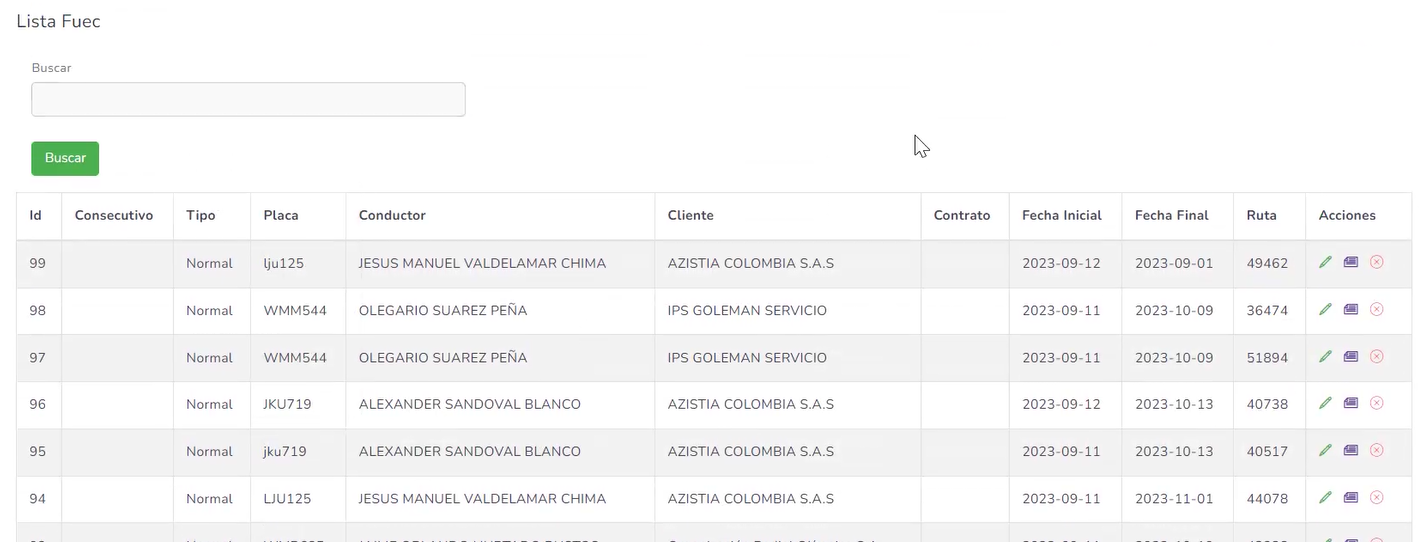 Lista Fuec
Buscar
Buscar
Id Consecutivo Tipo Placa Conductor Cliente Contrato Fecha Inicial Fecha Final Ruta Acciones
99 Normal lju125 JESUS MANUEL VALDELAMAR CHIMA AZISTIA COLOMBIA S.A.S 2023-09-12 2023-09-01 49462
98 Normal WMM544 OLEGARIO SUAREZ PEÑA IPS GOLEMAN SERVICIO 2023-09-11 2023-10-09 36474
97 Normal WMM544 OLEGARIO SUAREZ PEÑA IPS GOLEMAN SERVICIO 2023-09-11 2023-10-09 51894
96 Normal JKU719 ALEXANDER SANDOVAL BLANCO AZISTIA COLOMBIA S.A.S 2023-09-12 2023-10-13 40738
95 Normal jku719 ALEXANDER SANDOVAL BLANCO AZISTIA COLOMBIA S.A.S 2023-09-11 2023-10-13 40517
94 Normal LJU125 JESUS MANUEL VALDELAMAR CHIMA AZISTIA COLOMBIA S.A.S 2023-09-11 2023-11-01 44078